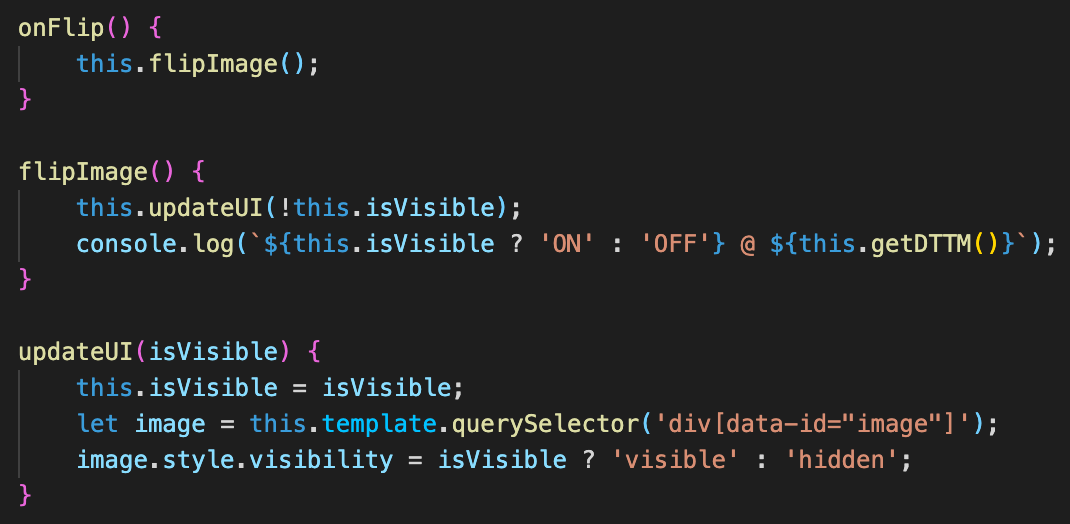 onFlip() {
    this.flipImage();
}

flipImage() {
    this.updateUI(!this.isVisible);
    console.log(`${this.isVisible ? 'ON' : 'OFF'} @ ${this.getDTTM()}`);
}

updateUI(isVisible) {
    this.isVisible = isVisible;
    let image = this.template.querySelector('div[data-id="image"]');
    image.style.visibility = isVisible ? 'visible' : 'hidden';
}